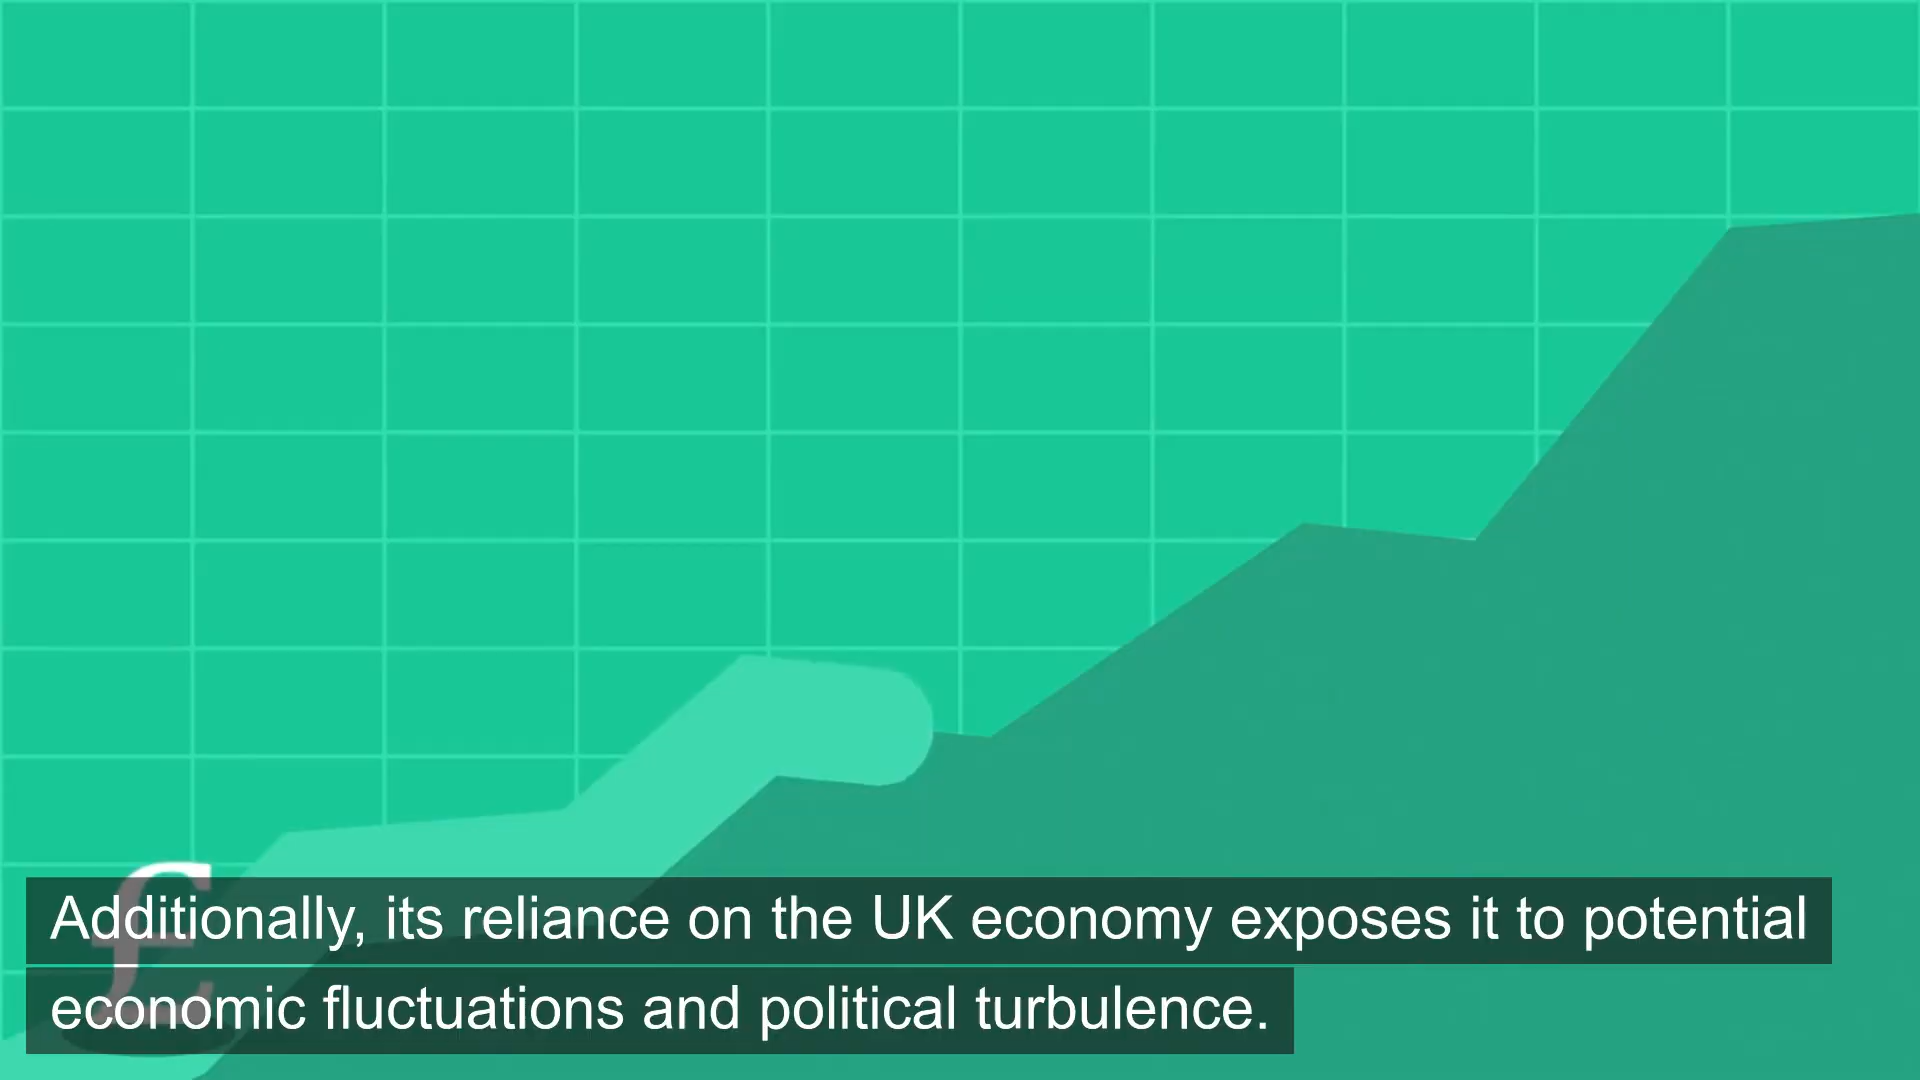 £
Additionally, its reliance on the UK economy exposes it to potential
economic fluctuations and political turbulence.